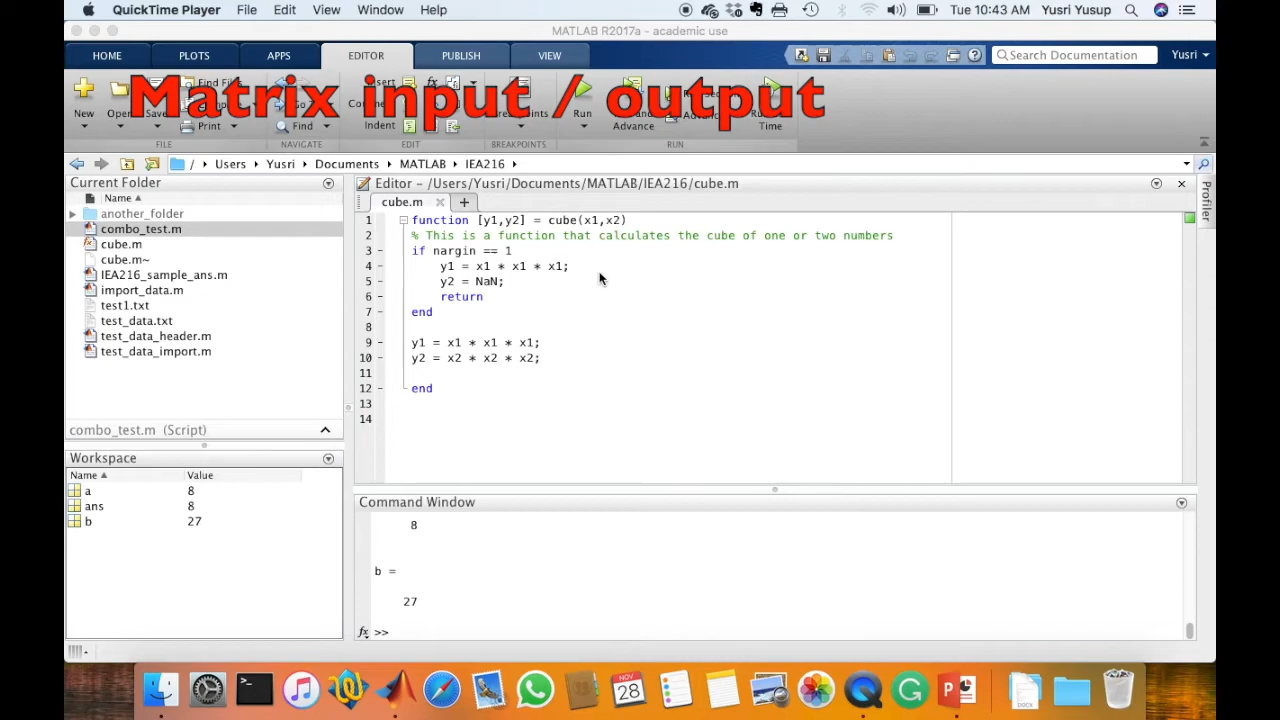 QuickTime Player File Edit View Window Help Tue 10:43 AM Yusri Yusup
MATLAB R2017a - academic use
HOME PLOTS APPS EDITOR PUBLISH VIEW Search Documentation Yusri
Matrix input / output
Insert
Find Files
New Open Print Find Indent Run Advance Time
FILE NAVIGATE EDIT BREAKPOINTS RUN
/ Users Yusri Documents MATLAB IEA216
Current Folder
Name
another_folder
combo_test.m
cube.m
cube.m~
IEA216_sample_ans.m
import_data.m
test1.txt
test_data.txt
test_data_header.m
test_data_import.m
combo_test.m (Script)
Workspace
Name Value
a 8
ans 8
b 27
Editor - /Users/Yusri/Documents/MATLAB/IEA216/cube.m
cube.m
1 function [y1,y2] = cube(x1,x2)
2 % This is a function that calculates the cube of one or two numbers
3 if nargin == 1
4 y1 = x1 * x1 * x1;
5 y2 = NaN;
6 return
7 end
8
9 y1 = x1 * x1 * x1;
10 y2 = x2 * x2 * x2;
11
12 end
13
14
Profiler
Command Window
8
b =
27
fx >>
NOV
28
DOCX